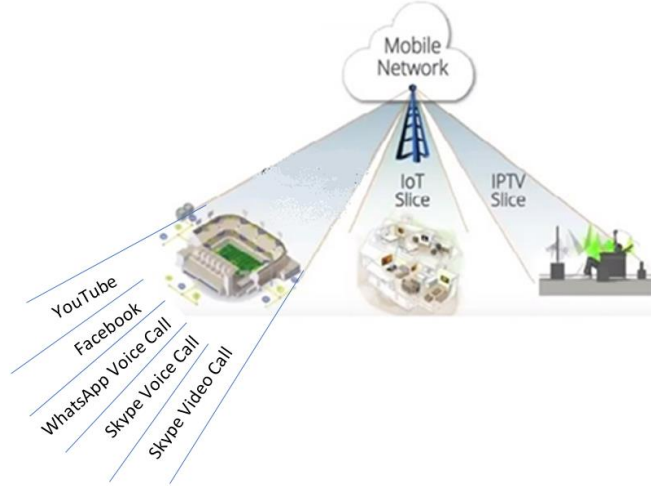 Mobile
Network
IoT
Slice
IPTV
Slice
YouTube
Facebook
WhatsApp Voice Call
Skype Voice Call
Skype Video Call